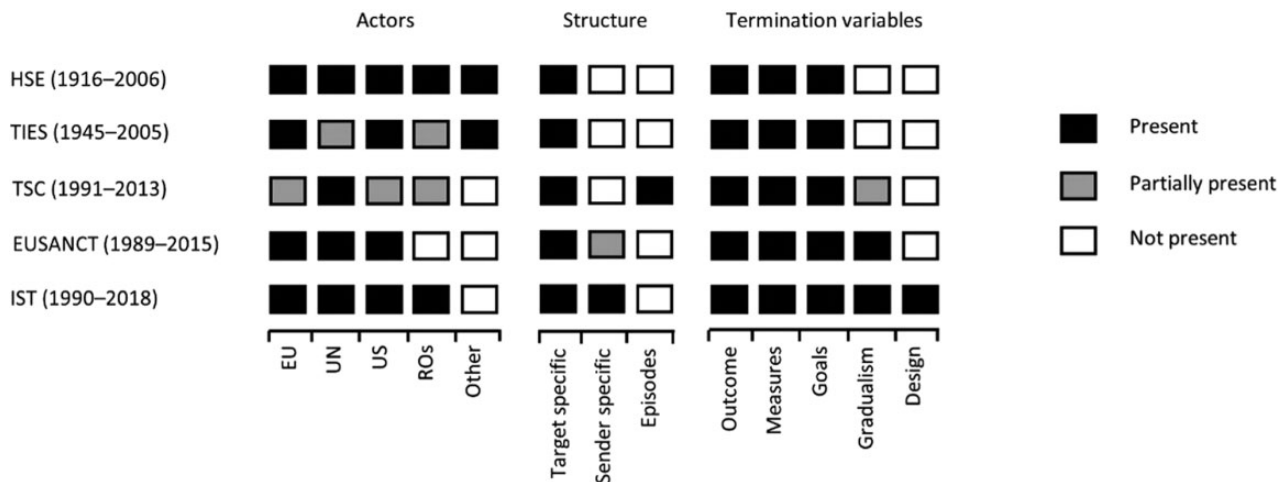 Actors Structure Termination variables
HSE (1916–2006)
TIES (1945–2005)
TSC (1991–2013)
EUSANCT (1989–2015)
IST (1990–2018)
Present
Partially present
Not present
EU
UN
US
ROs
Other
Target specific
Sender specific
Episodes
Outcome
Measures
Goals
Gradualism
Design